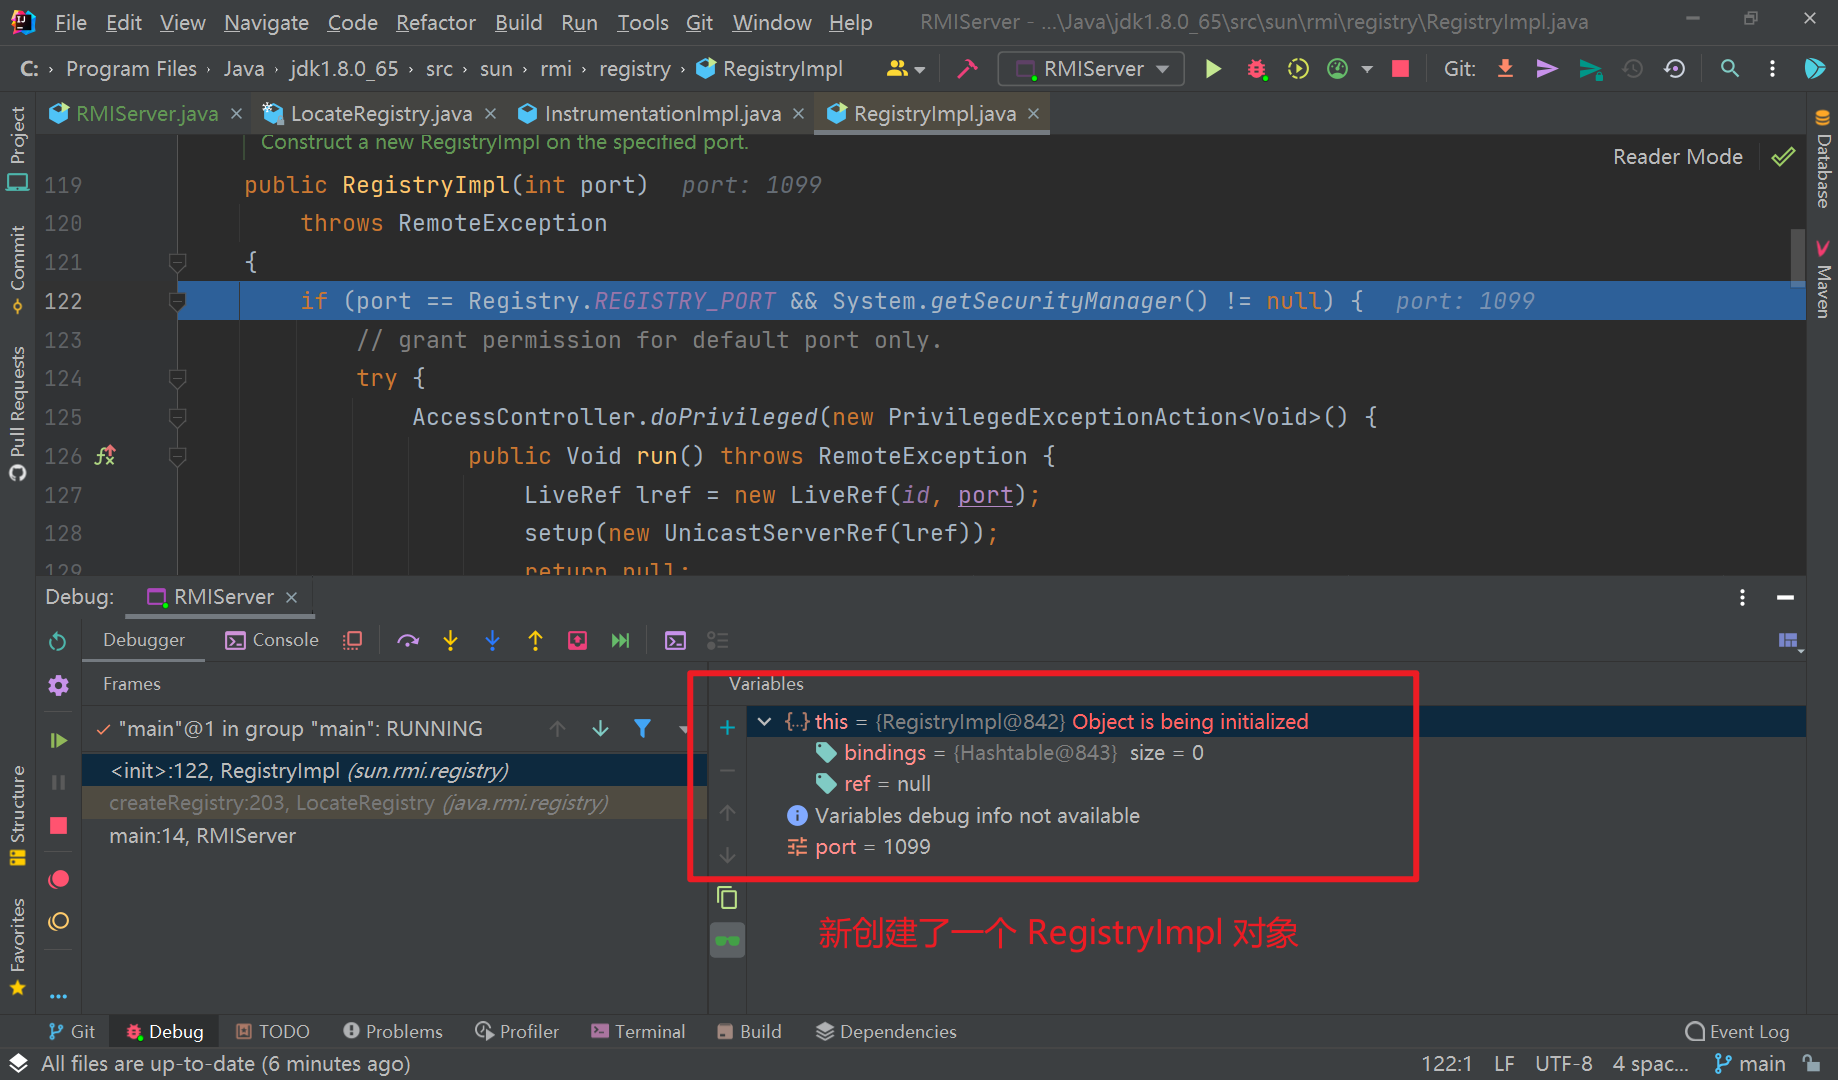 File Edit View Navigate Code Refactor Build Run Tools Git Window Help RMIServer - ...\Java\jdk1.8.0_65\src\sun\rmi\registry\RegistryImpl.java
C: › Program Files › Java › jdk1.8.0_65 › src › sun › rmi › registry › RegistryImpl RMIServer Git:
RMIServer.java LocateRegistry.java InstrumentationImpl.java RegistryImpl.java
Construct a new RegistryImpl on the specified port.
Reader Mode
119 public RegistryImpl(int port) port: 1099
120 throws RemoteException
121 {
122 if (port == Registry.REGISTRY_PORT && System.getSecurityManager() != null) { port: 1099
123 // grant permission for default port only.
124 try {
125 AccessController.doPrivileged(new PrivilegedExceptionAction<Void>() {
126 public Void run() throws RemoteException {
127 LiveRef lref = new LiveRef(id, port);
128 setup(new UnicastServerRef(lref));
129 return null;
Project
Commit
Pull Requests
Structure
Favorites
Database
Maven
Debug: RMIServer
Debugger Console
Frames
"main"@1 in group "main": RUNNING
<init>:122, RegistryImpl (sun.rmi.registry)
createRegistry:203, LocateRegistry (java.rmi.registry)
main:14, RMIServer
Variables
{...} this = {RegistryImpl@842} Object is being initialized
bindings = {Hashtable@843} size = 0
ref = null
Variables debug info not available
port = 1099
新创建了一个 RegistryImpl 对象
Git Debug TODO Problems Profiler Terminal Build Dependencies Event Log
All files are up-to-date (6 minutes ago) 122:1 LF UTF-8 4 spac... main